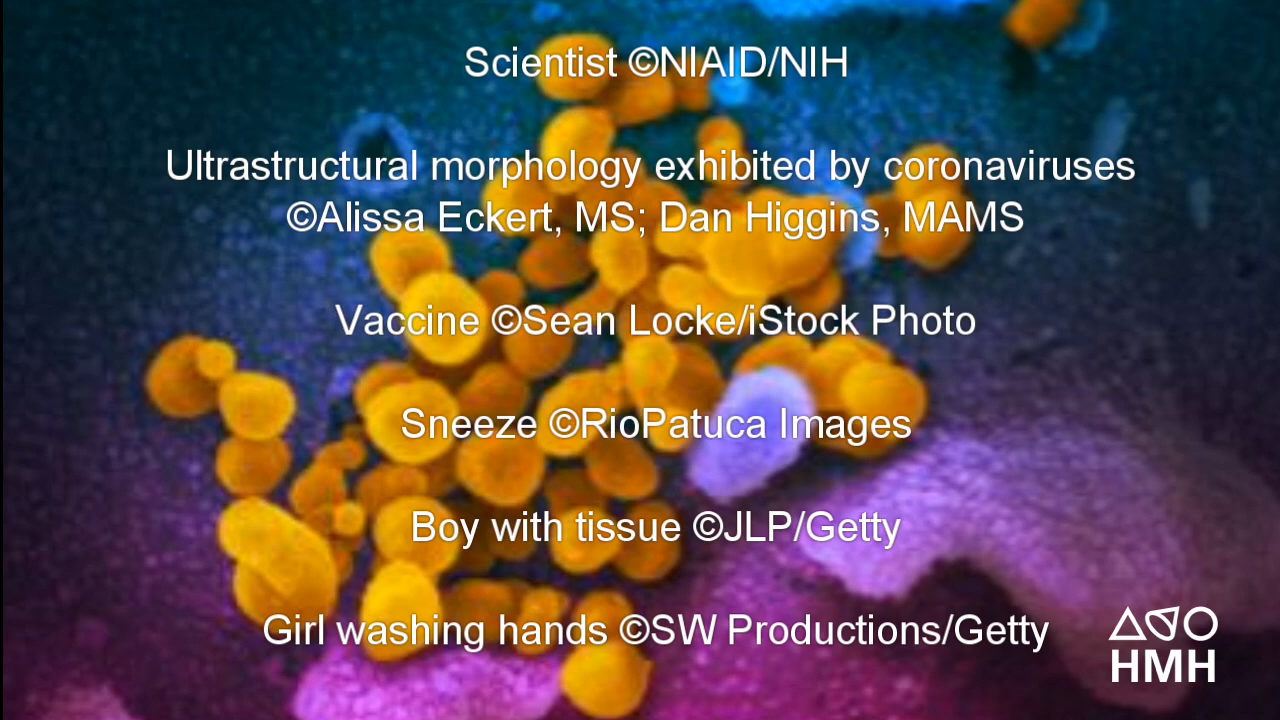 Scientist ©NIAID/NIH
Ultrastructural morphology exhibited by coronaviruses
©Alissa Eckert, MS; Dan Higgins, MAMS
Vaccine ©Sean Locke/iStock Photo
Sneeze ©RioPatuca Images
Boy with tissue ©JLP/Getty
Girl washing hands ©SW Productions/Getty
HMH